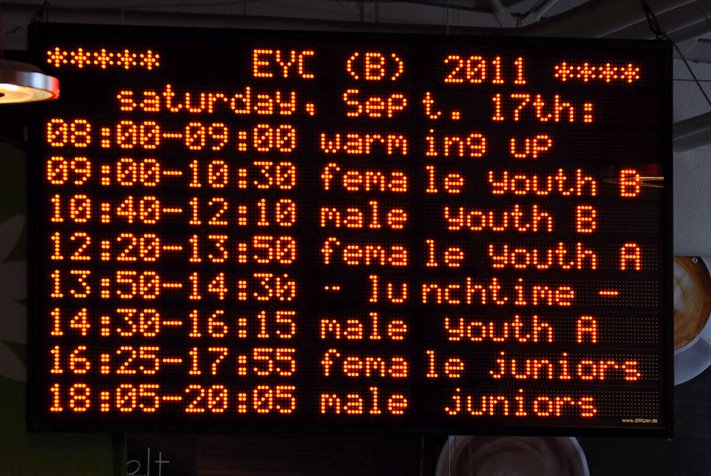 ***** EYC (B) 2011 ****
saturday, Sept. 17th:
08:00-09:00 warming up
09:00-10:30 female youth B
10:40-12:10 male youth B
12:20-13:50 female youth A
13:50-14:30 - lunchtime -
14:30-16:15 male youth A
16:25-17:55 female juniors
18:05-20:05 male juniors
www.dlitzer.de